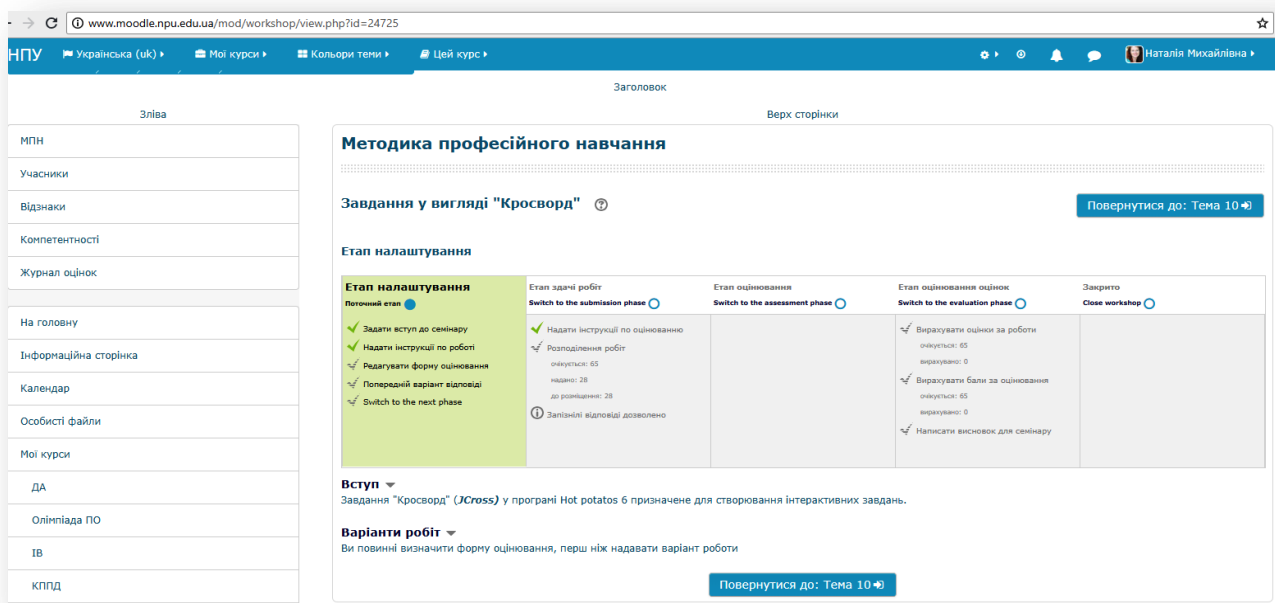 www.moodle.npu.edu.ua/mod/workshop/view.php?id=24725
НПУ Українська (uk) Мої курси Кольори теми Цей курс Наталія Михайлівна
Заголовок
Зліва
Верх сторінки
МПН
Учасники
Відзнаки
Компетентності
Журнал оцінок
На головну
Інформаційна сторінка
Календар
Особисті файли
Мої курси
ДА
Олімпіада ПО
ІВ
КППД
Методика професійного навчання
Завдання у вигляді "Кросворд"
Повернутися до: Тема 10
Етап налаштування
Етап налаштування
Поточний етап
Задати вступ до семінару
Надати інструкції по роботі
Редагувати форму оцінювання
Попередній варіант відповіді
Switch to the next phase
Етап здачі робіт
Switch to the submission phase
Надати інструкції по оцінюванню
Розподілення робіт
очікується: 65
надано: 28
до розміщення: 28
Запізнілі відповіді дозволено
Етап оцінювання
Switch to the assessment phase
Етап оцінювання оцінок
Switch to the evaluation phase
Вирахувати оцінки за роботи
очікується: 65
вирахувано: 0
Вирахувати бали за оцінювання
очікується: 65
вирахувано: 0
Написати висновок для семінару
Закрито
Close workshop
Вступ
Завдання "Кросворд" (JCross) у програмі Hot potatos 6 призначене для створювання інтерактивних завдань.
Варіанти робіт
Ви повинні визначити форму оцінювання, перш ніж надавати варіант роботи
Повернутися до: Тема 10